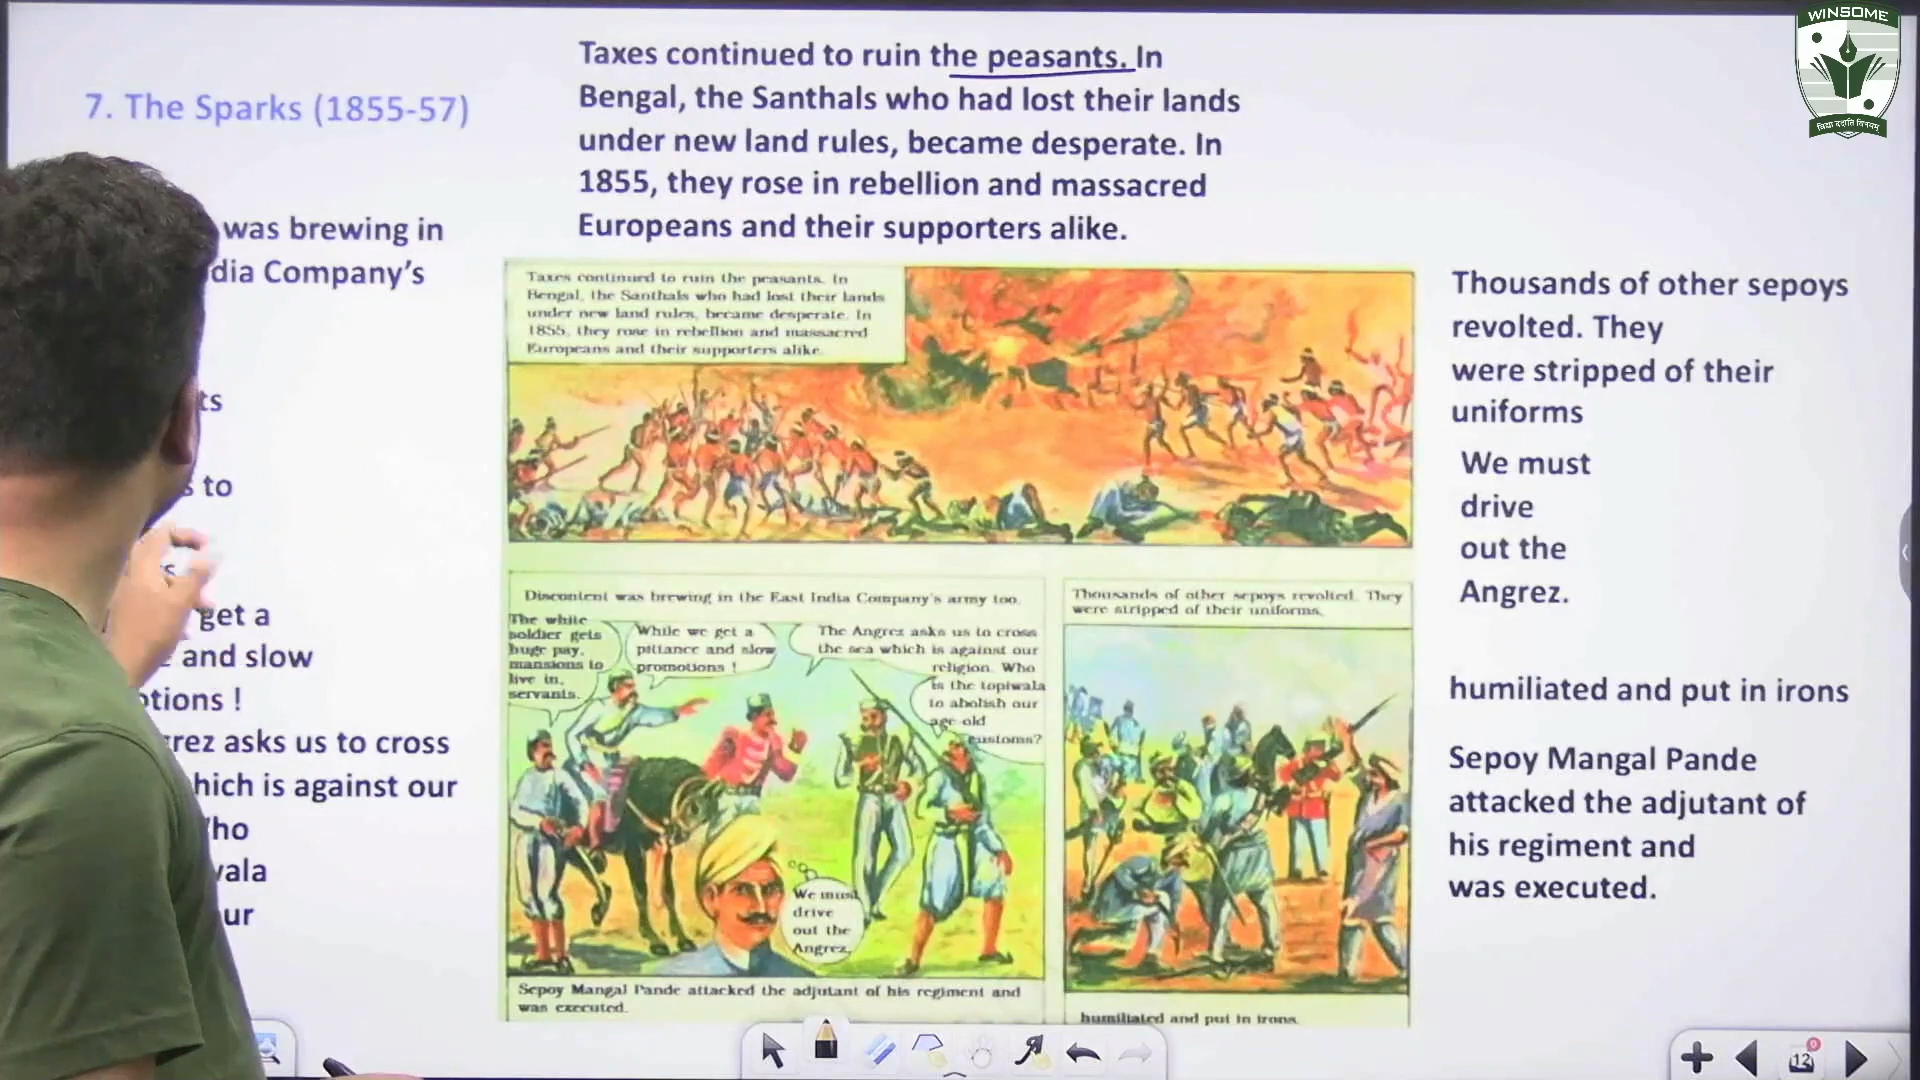 7. The Sparks (1855-57)
was brewing in
dia Company's
ts
to
get a
and slow
otions !
rez asks us to cross
hich is against our
ho
ala
ur
Taxes continued to ruin the peasants. In
Bengal, the Santhals who had lost their lands
under new land rules, became desperate. In
1855, they rose in rebellion and massacred
Europeans and their supporters alike.
Taxes continued to ruin the peasants. In
Bengal, the Santhals who had lost their lands
under new land rules, became desperate. In
1855, they rose in rebellion and massacred
Europeans and their supporters alike.
Discontent was brewing in the East India Company's army too.
The white
soldier gets
huge pay,
mansions to
live in,
servants.
While we get a
pittance and slow
promotions !
The Angrez asks us to cross
the sea which is against our
religion. Who
is the topiwala
to abolish our
age-old
customs?
We must
drive
out the
Angrez.
Sepoy Mangal Pande attacked the adjutant of his regiment and
was executed.
Thousands of other sepoys revolted. They
were stripped of their uniforms,
humiliated and put in irons.
Thousands of other sepoys
revolted. They
were stripped of their
uniforms
We must
drive
out the
Angrez.
humiliated and put in irons
Sepoy Mangal Pande
attacked the adjutant of
his regiment and
was executed.
WINSOME
विद्या ददाति विनयम्
12
0